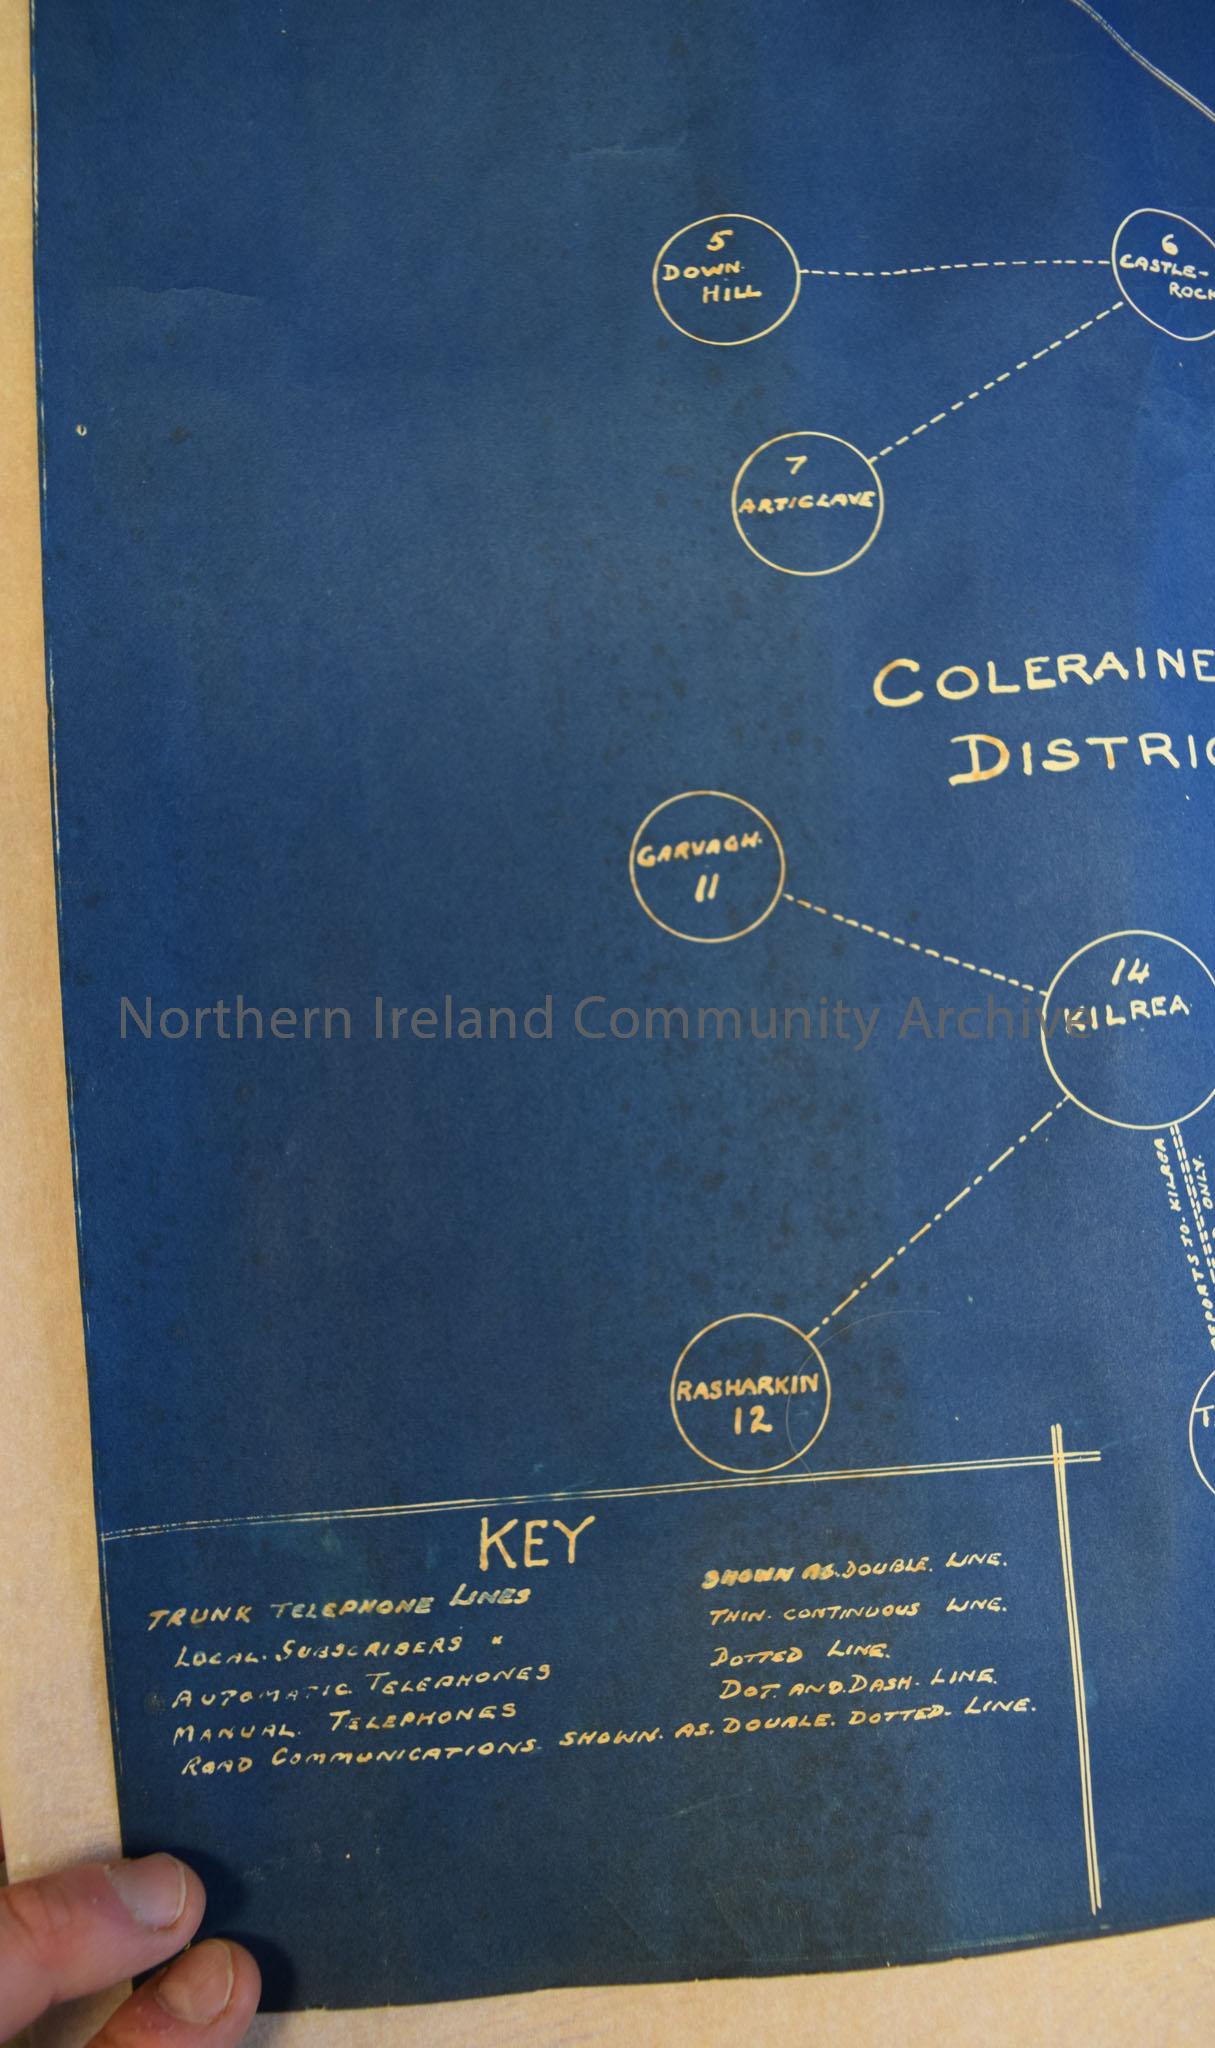 5
DOWN.
HILL
6
CASTLE-
ROCK
7
ARTICLAVE
COLERAINE
DISTRIC
GARVAGH.
11
14
KILREA
Northern Ireland Community Archive
REPORTS TO KILREA
ONLY.
RASHARKIN
12
KEY
TRUNK TELEPHONE LINES SHOWN AS. DOUBLE. LINE.
LOCAL. SUBSCRIBERS " THIN. CONTINUOUS LINE.
AUTOMATIC TELEPHONES DOTTED LINE.
MANUAL. TELEPHONES DOT. AND. DASH. LINE.
ROAD COMMUNICATIONS SHOWN. AS. DOUBLE. DOTTED. LINE.